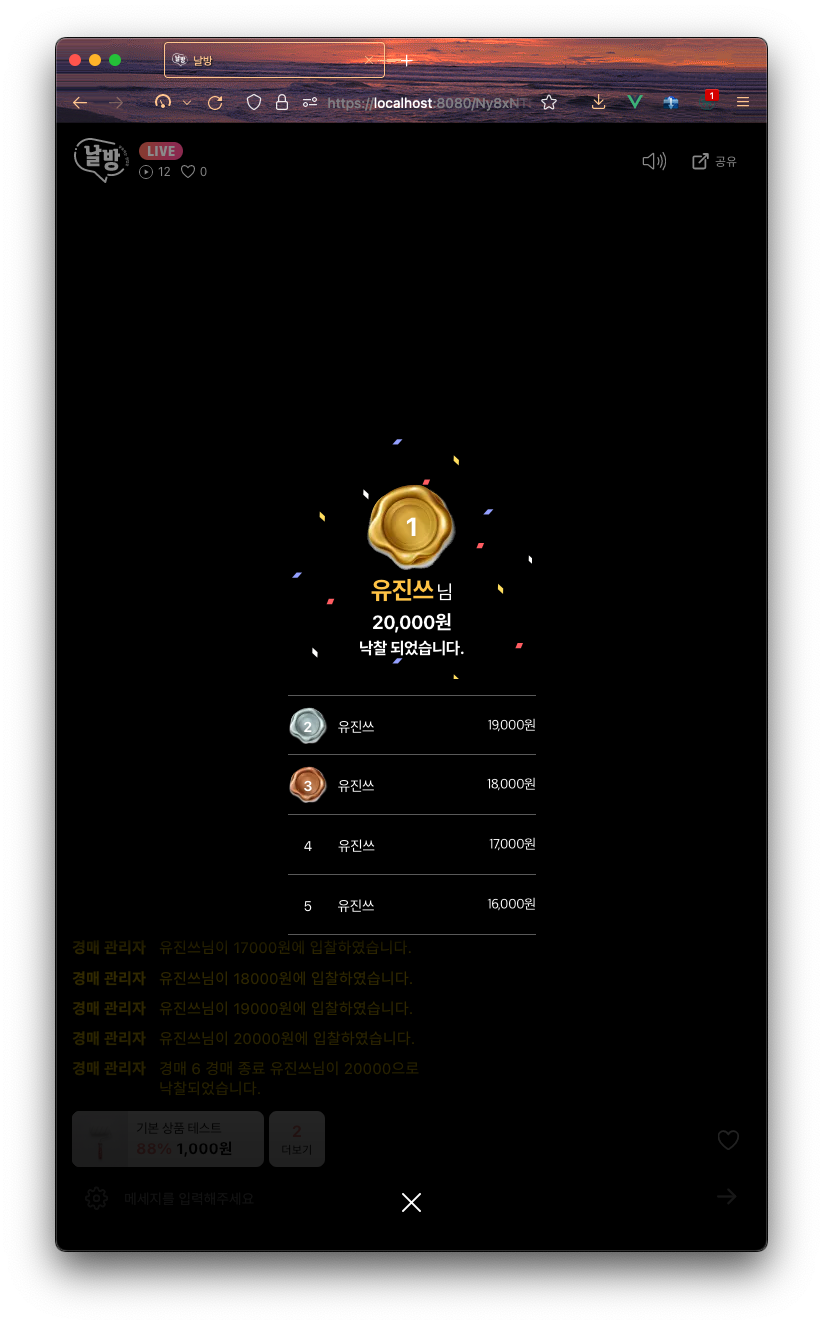 날방
https://localhost:8080/Ny8xNT
1
날방
LIVE
12
0
공유
1
유진쓰님
20,000원
낙찰 되었습니다.
2 유진쓰 19,000원
3 유진쓰 18,000원
4 유진쓰 17,000원
5 유진쓰 16,000원
경매 관리자 유진쓰님이 17000원에 입찰하였습니다.
경매 관리자 유진쓰님이 18000원에 입찰하였습니다.
경매 관리자 유진쓰님이 19000원에 입찰하였습니다.
경매 관리자 유진쓰님이 20000원에 입찰하였습니다.
경매 관리자 경매 6 경매 종료 유진쓰님이 20000으로
낙찰되었습니다.
기본 상품 테스트
88% 1,000원
2
더보기
메세지를 입력해주세요